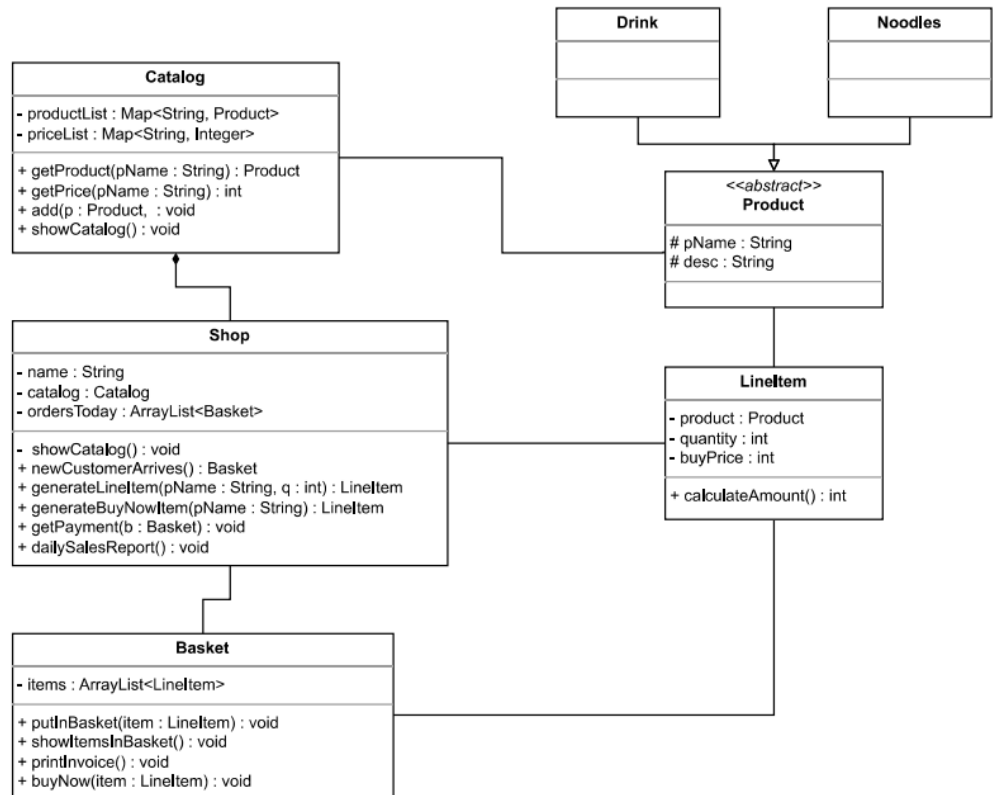 Drink
Noodles
Catalog
- productList : Map<String, Product>
- priceList : Map<String, Integer>
+ getProduct(pName : String) : Product
+ getPrice(pName : String) : int
+ add(p : Product, : void
+ showCatalog() : void
<<abstract>>
Product
# pName : String
# desc : String
Shop
- name : String
- catalog : Catalog
- ordersToday : ArrayList<Basket>
- showCatalog() : void
+ newCustomerArrives() : Basket
+ generateLineItem(pName : String, q : int) : LineItem
+ generateBuyNowItem(pName : String) : LineItem
+ getPayment(b : Basket) : void
+ dailySalesReport() : void
LineItem
- product : Product
- quantity : int
- buyPrice : int
+ calculateAmount() : int
Basket
- items : ArrayList<LineItem>
+ putInBasket(item : LineItem) : void
+ showItemsInBasket() : void
+ printInvoice() : void
+ buyNow(item : LineItem) : void